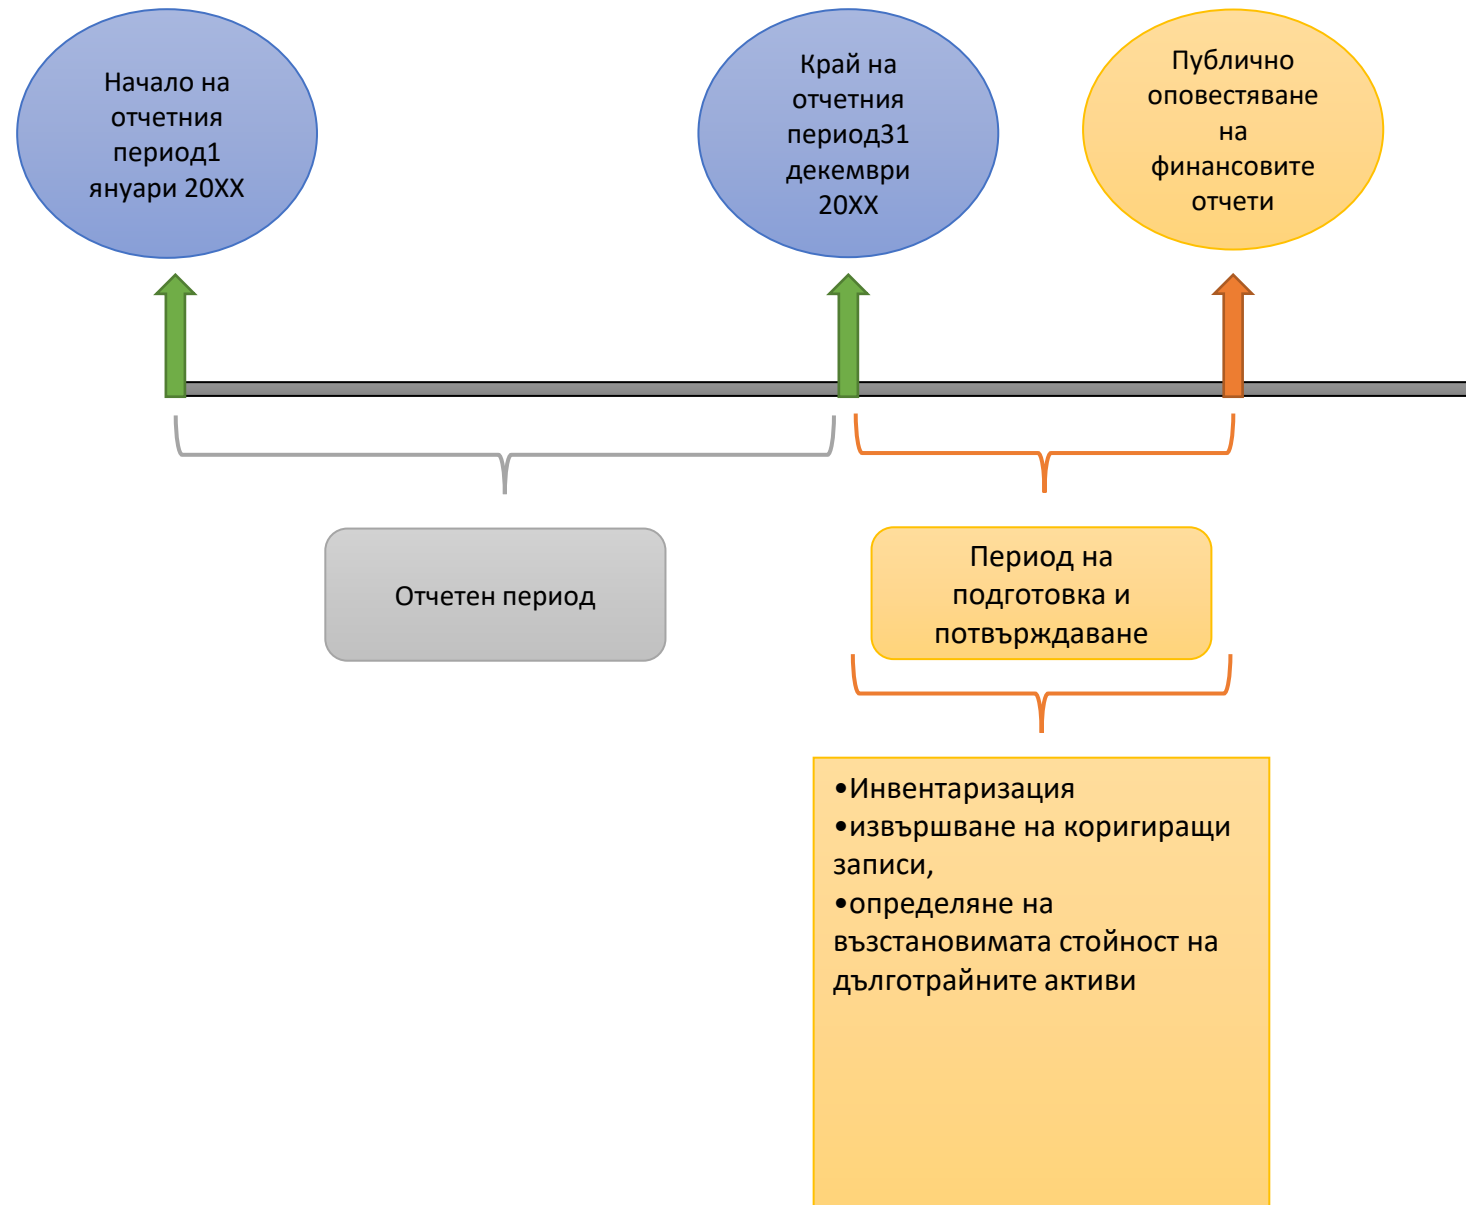 Начало на
отчетния
период1
януари 20XX
Край на
отчетния
период31
декември
20XX
Публично
оповестяване
на
финансовите
отчети
Отчетен период
Период на
подготовка и
потвърждаване
•Инвентаризация
•извършване на коригиращи
записи,
•определяне на
възстановимата стойност на
дълготрайните активи